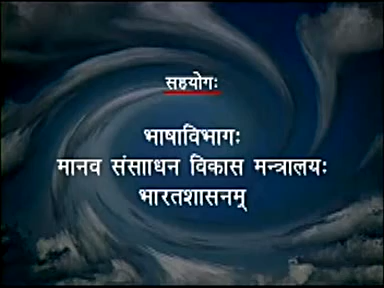 सहयोगः
भाषाविभागः
मानव संसााधन विकास मन्त्रालयः
भारतशासनम्